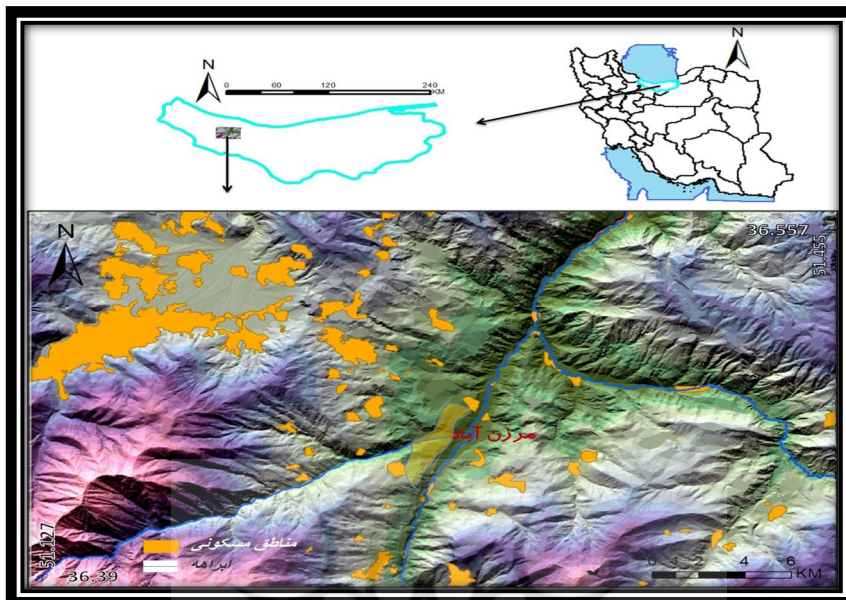 N
N
0 60 120 240
KM
N
36.557
51.455
مرزن آباد
51.127
36.39
مناطق مسکونی
آبراهه
0 1 2 4 6
KM